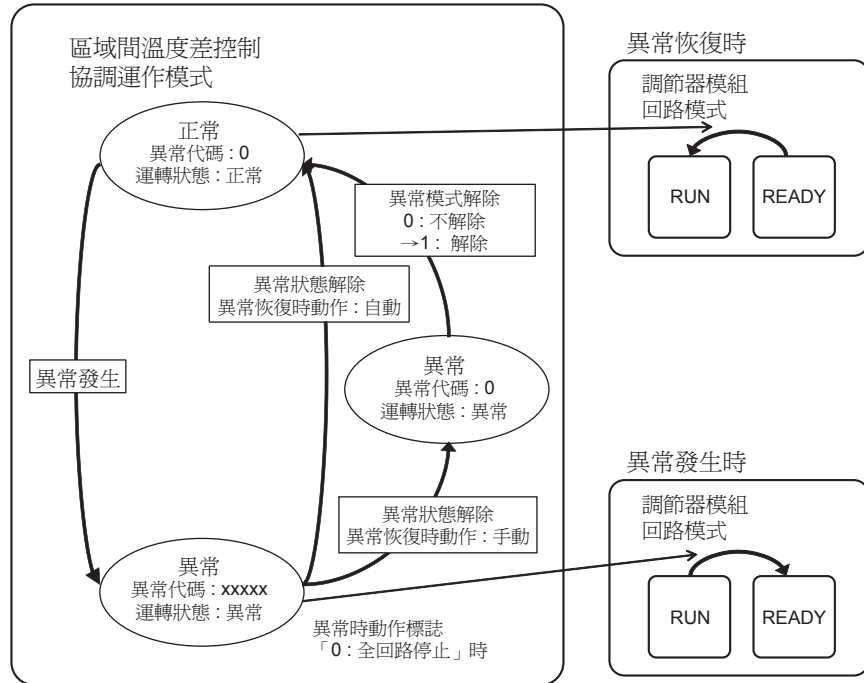 區域間溫度差控制
協調運作模式
正常
異常代碼：0
運轉狀態：正常
異常模式解除
0：不解除
→1： 解除
異常狀態解除
異常恢復時動作：自動
異常發生
異常
異常代碼：0
運轉狀態：異常
異常狀態解除
異常恢復時動作：手動
異常
異常代碼：xxxxx
運轉狀態：異常
異常時動作標誌
「0：全回路停止」時
異常恢復時
調節器模組
回路模式
RUN
READY
異常發生時
調節器模組
回路模式
RUN
READY